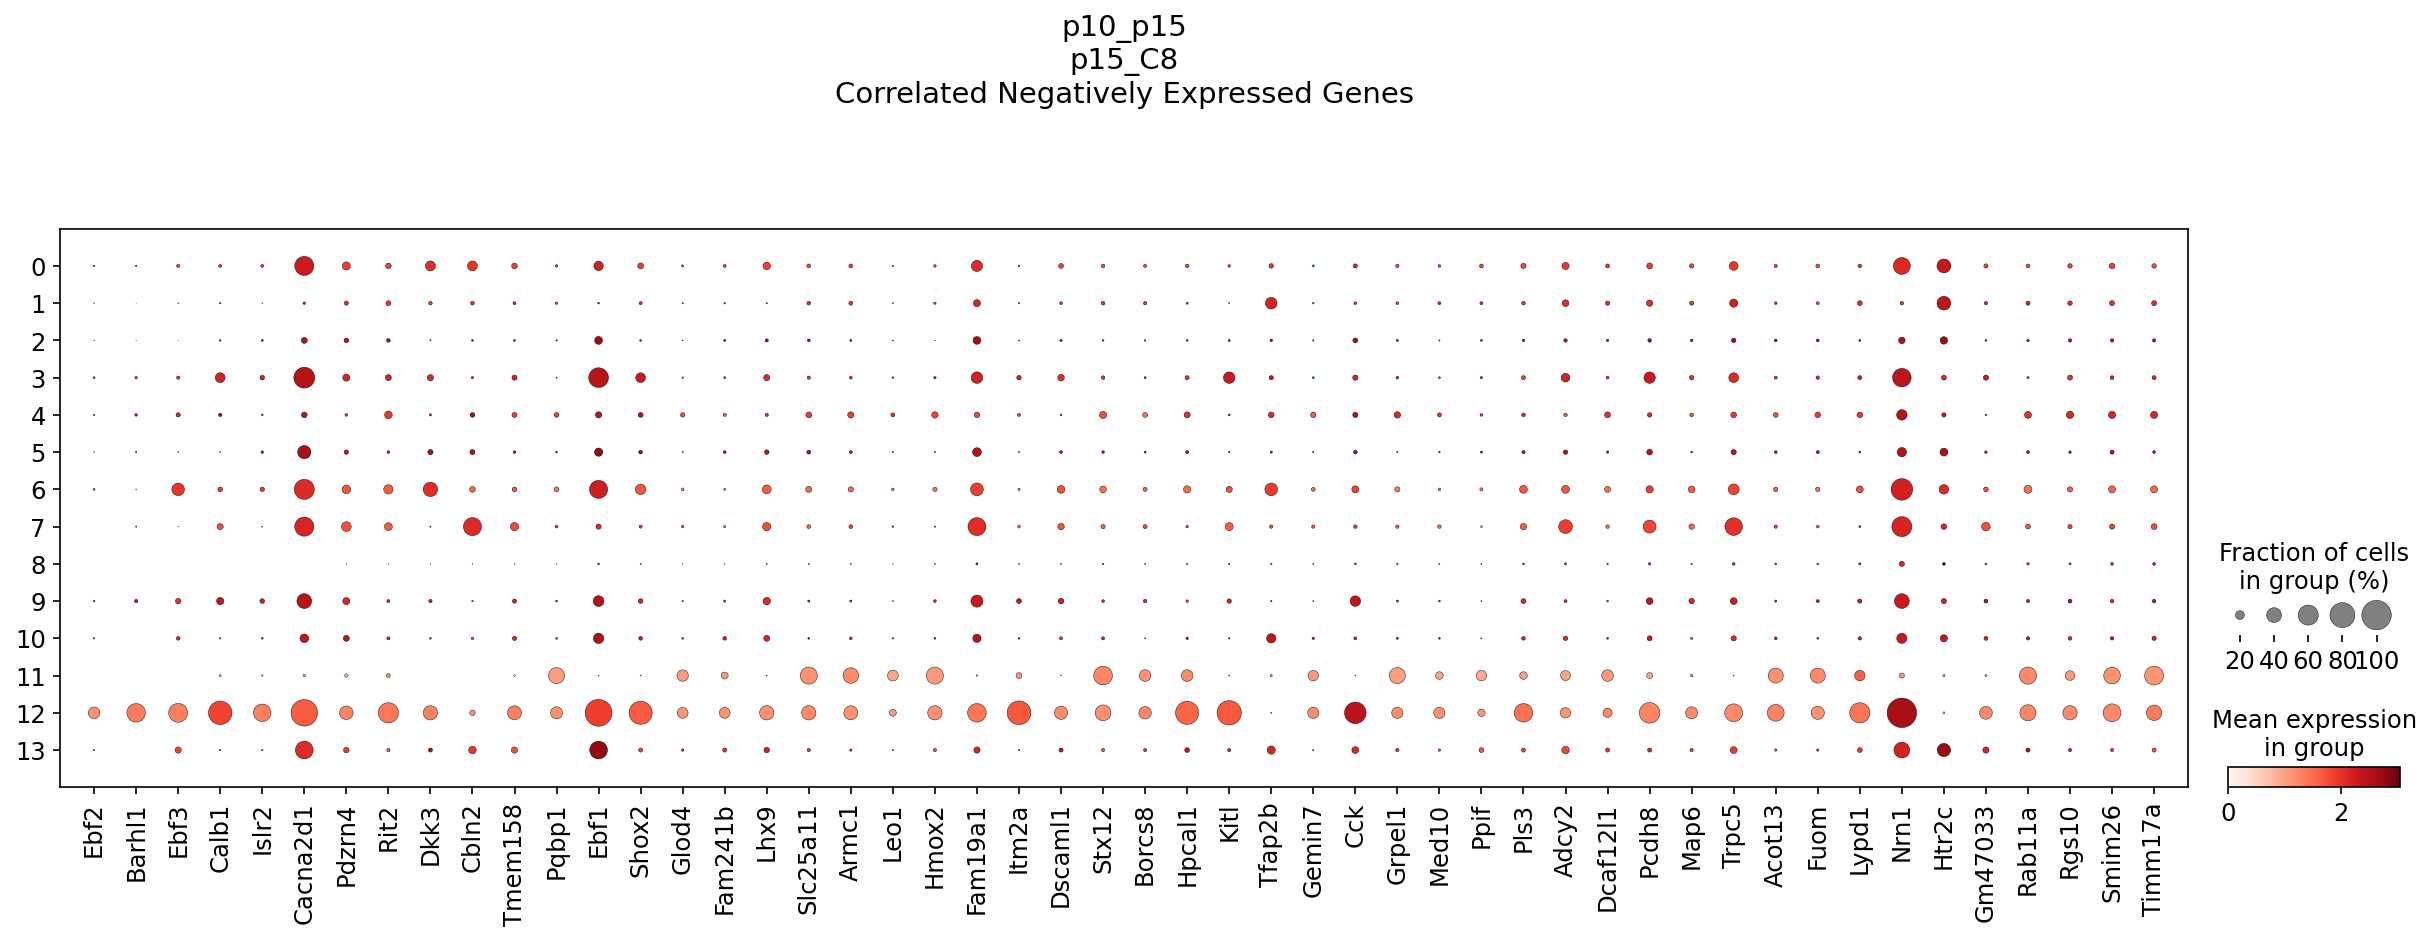 p10_p15
p15_C8
Correlated Negatively Expressed Genes
0
1
2
3
4
5
6
7
8
9
10
11
12
13
Ebf2
Barhl1
Ebf3
Calb1
Islr2
Cacna2d1
Pdzrn4
Rit2
Dkk3
Cbln2
Tmem158
Pqbp1
Ebf1
Shox2
Glod4
Fam241b
Lhx9
Slc25a11
Armc1
Leo1
Hmox2
Fam19a1
Itm2a
Dscaml1
Stx12
Borcs8
Hpcal1
Kitl
Tfap2b
Gemin7
Cck
Grpel1
Med10
Ppif
Pls3
Adcy2
Dcaf12l1
Pcdh8
Map6
Trpc5
Acot13
Fuom
Lypd1
Nrn1
Htr2c
Gm47033
Rab11a
Rgs10
Smim26
Timm17a
Fraction of cells
in group (%)
20 40 60 80 100
Mean expression
in group
0 2